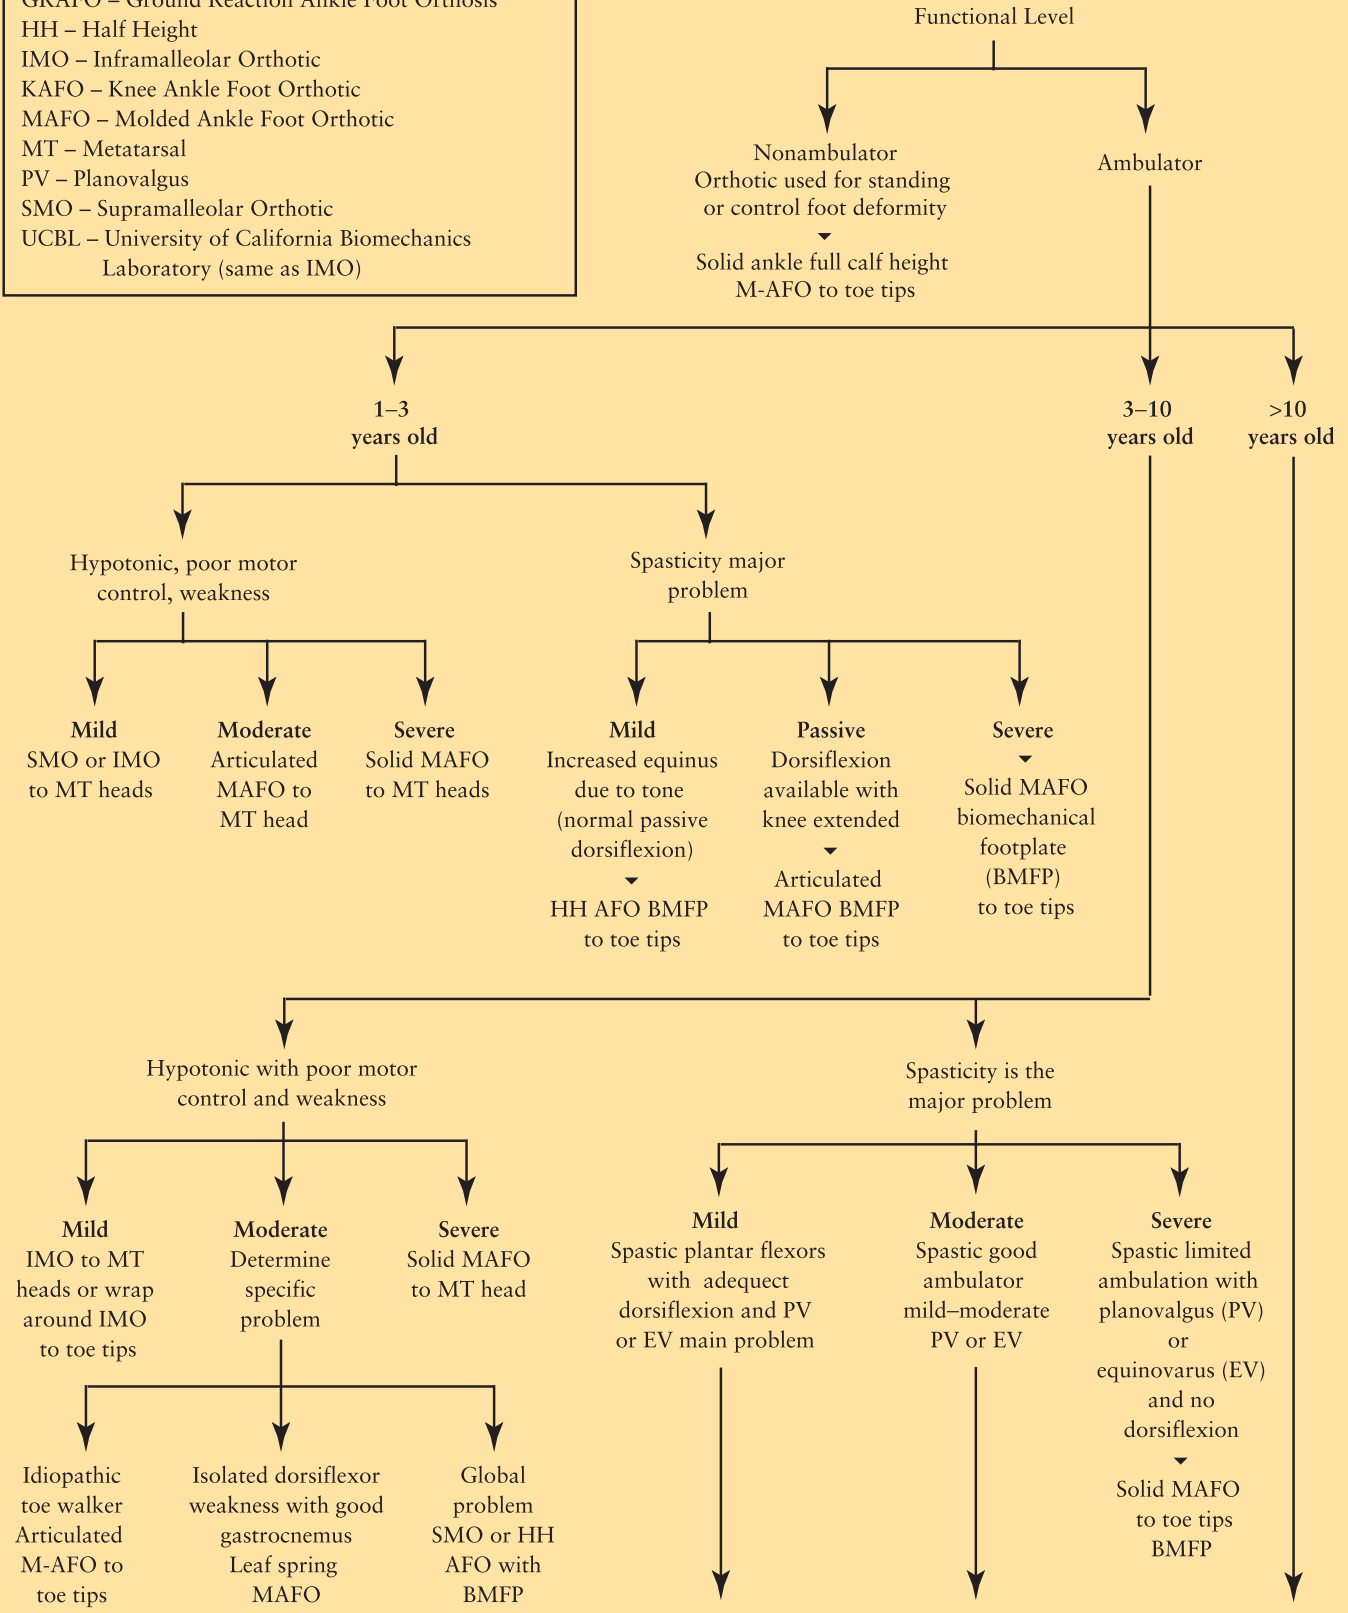 GRAFO – Ground Reaction Ankle Foot Orthosis
HH – Half Height
IMO – Inframalleolar Orthotic
KAFO – Knee Ankle Foot Orthotic
MAFO – Molded Ankle Foot Orthotic
MT – Metatarsal
PV – Planovalgus
SMO – Supramalleolar Orthotic
UCBL – University of California Biomechanics
Laboratory (same as IMO)
Functional Level
Nonambulator
Orthotic used for standing
or control foot deformity
Solid ankle full calf height
M-AFO to toe tips
Ambulator
1–3
years old
3–10
years old
>10
years old
Hypotonic, poor motor
control, weakness
Spasticity major
problem
Mild
SMO or IMO
to MT heads
Moderate
Articulated
MAFO to
MT head
Severe
Solid MAFO
to MT heads
Mild
Increased equinus
due to tone
(normal passive
dorsiflexion)
HH AFO BMFP
to toe tips
Passive
Dorsiflexion
available with
knee extended
Articulated
MAFO BMFP
to toe tips
Severe
Solid MAFO
biomechanical
footplate
(BMFP)
to toe tips
Hypotonic with poor motor
control and weakness
Spasticity is the
major problem
Mild
IMO to MT
heads or wrap
around IMO
to toe tips
Moderate
Determine
specific
problem
Severe
Solid MAFO
to MT head
Mild
Spastic plantar flexors
with adequect
dorsiflexion and PV
or EV main problem
Moderate
Spastic good
ambulator
mild–moderate
PV or EV
Severe
Spastic limited
ambulation with
planovalgus (PV)
or
equinovarus (EV)
and no
dorsiflexion
Solid MAFO
to toe tips
BMFP
Idiopathic
toe walker
Articulated
M-AFO to
toe tips
Isolated dorsiflexor
weakness with good
gastrocnemus
Leaf spring
MAFO
Global
problem
SMO or HH
AFO with
BMFP